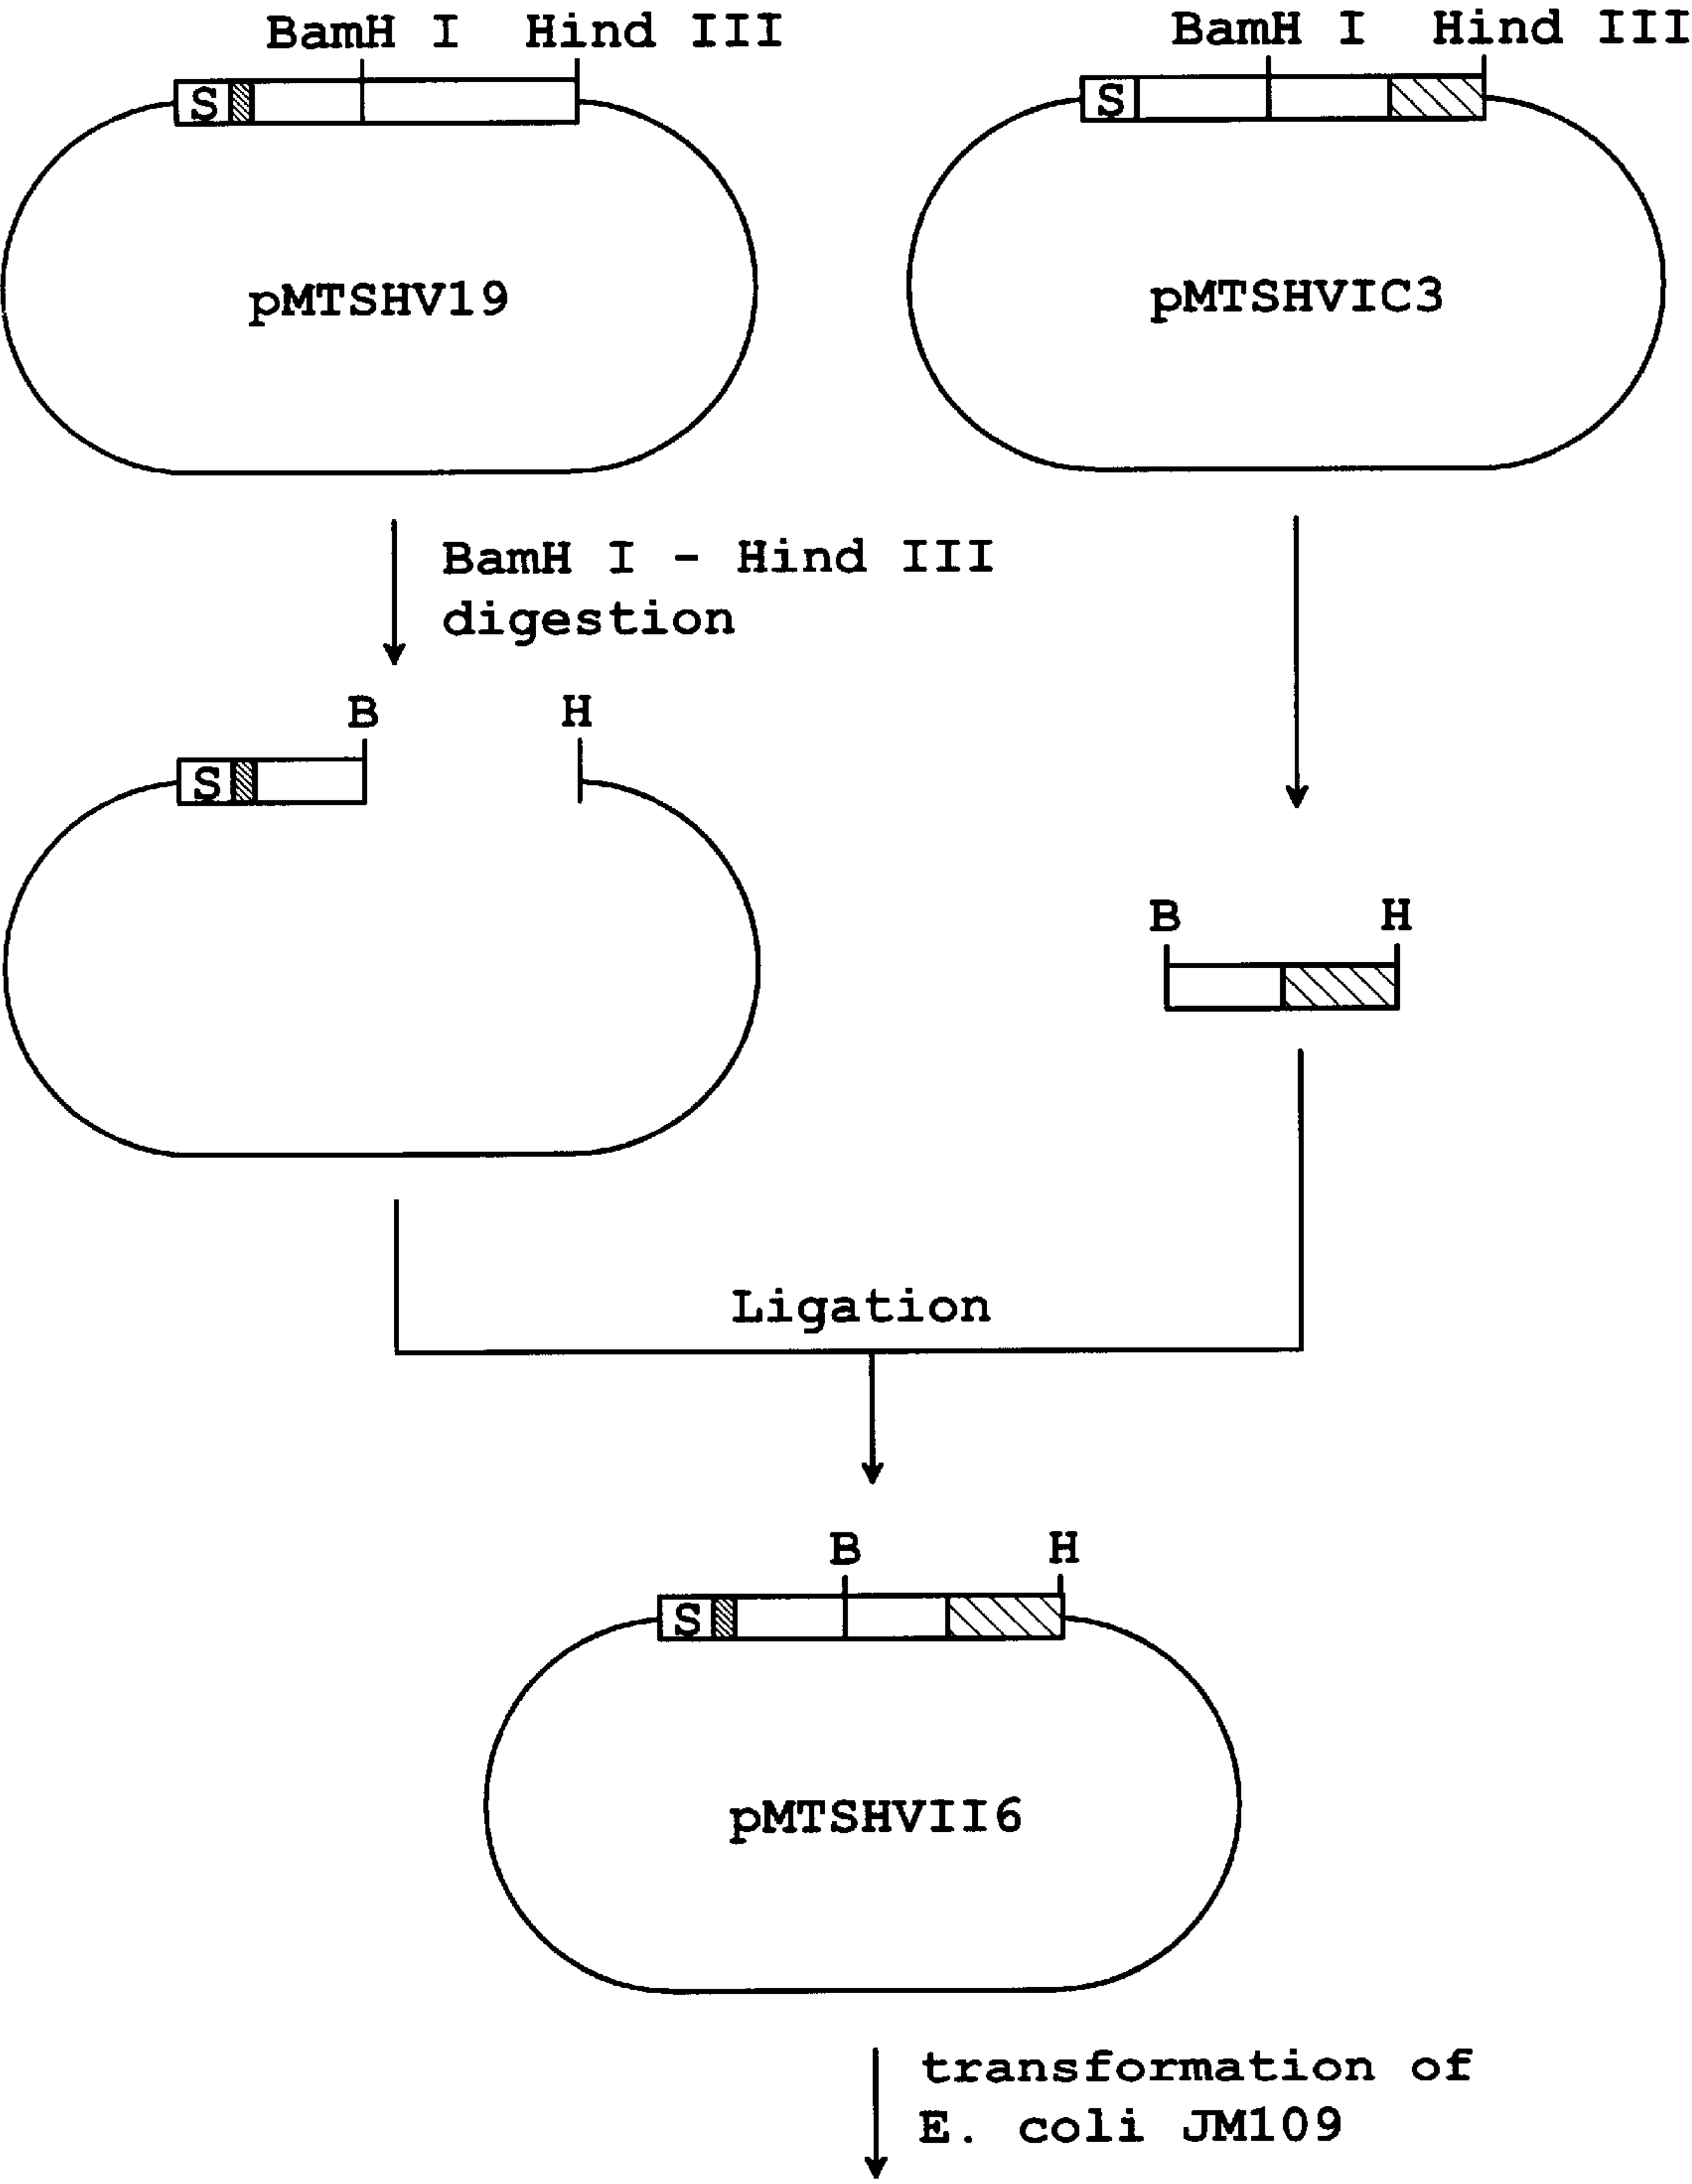 BamH I Hind III
BamH I Hind III
S
S
pMTSHV19
pMTSHVIC3
BamH I - Hind III
digestion
B H
S
B H
Ligation
B H
S
pMTSHVII6
transformation of
E. coli JM109